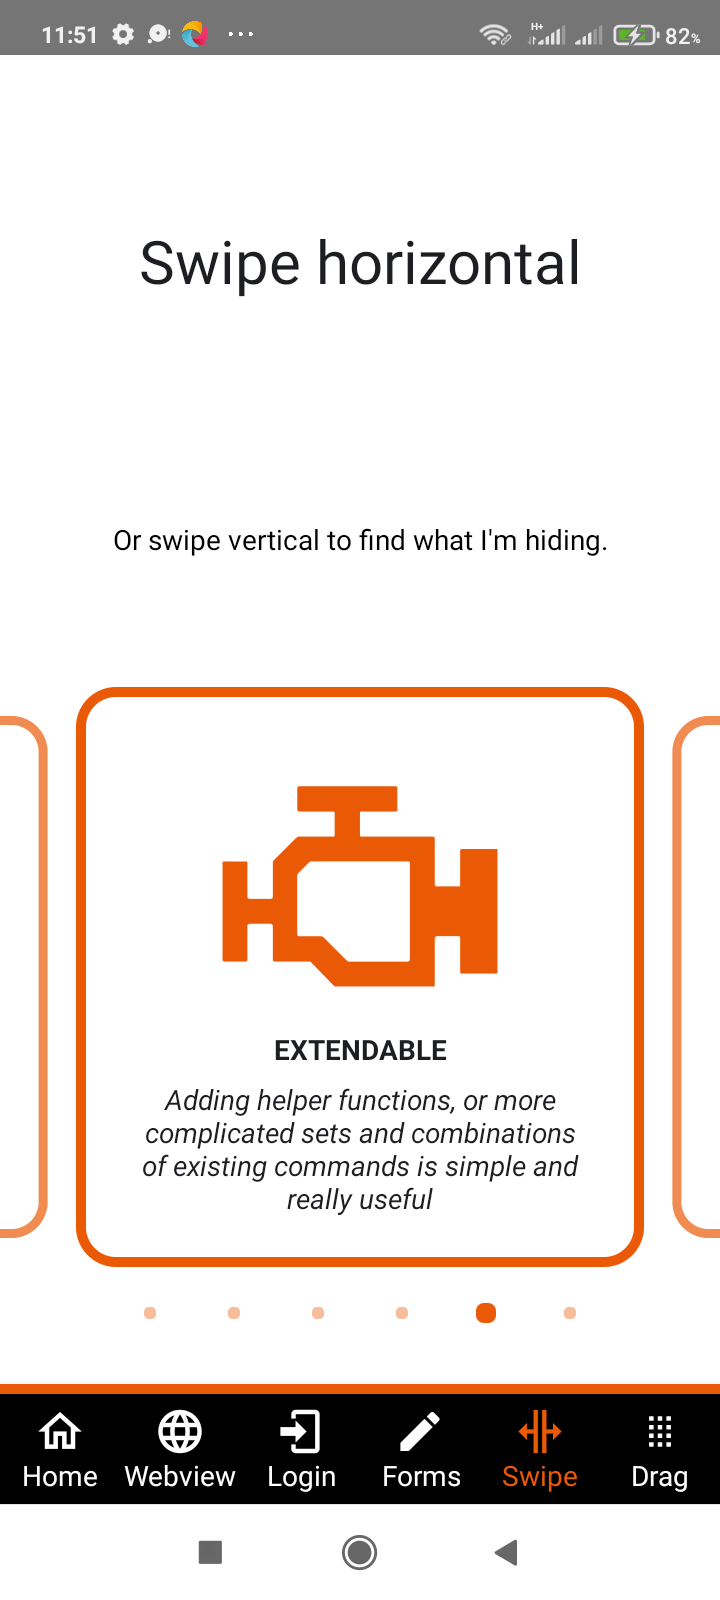 11:51
H+
82%
Swipe horizontal
Or swipe vertical to find what I'm hiding.
EXTENDABLE
Adding helper functions, or more
complicated sets and combinations
of existing commands is simple and
really useful
Home Webview Login Forms Swipe Drag